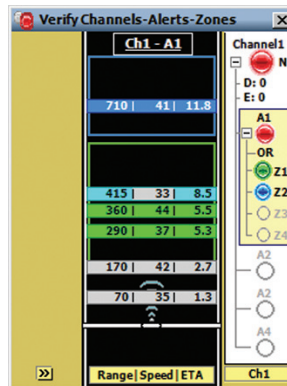 Verify Channels-Alerts-Zones
Ch1 - A1
710 | 41 | 11.8
415 | 33 | 8.5
360 | 44 | 5.5
290 | 37 | 5.3
170 | 42 | 2.7
70 | 35 | 1.3
Range | Speed | ETA
Channel1
N
D: 0
E: 0
A1
OR
Z1
Z2
Z3
Z4
A2
A2
A4
Ch1